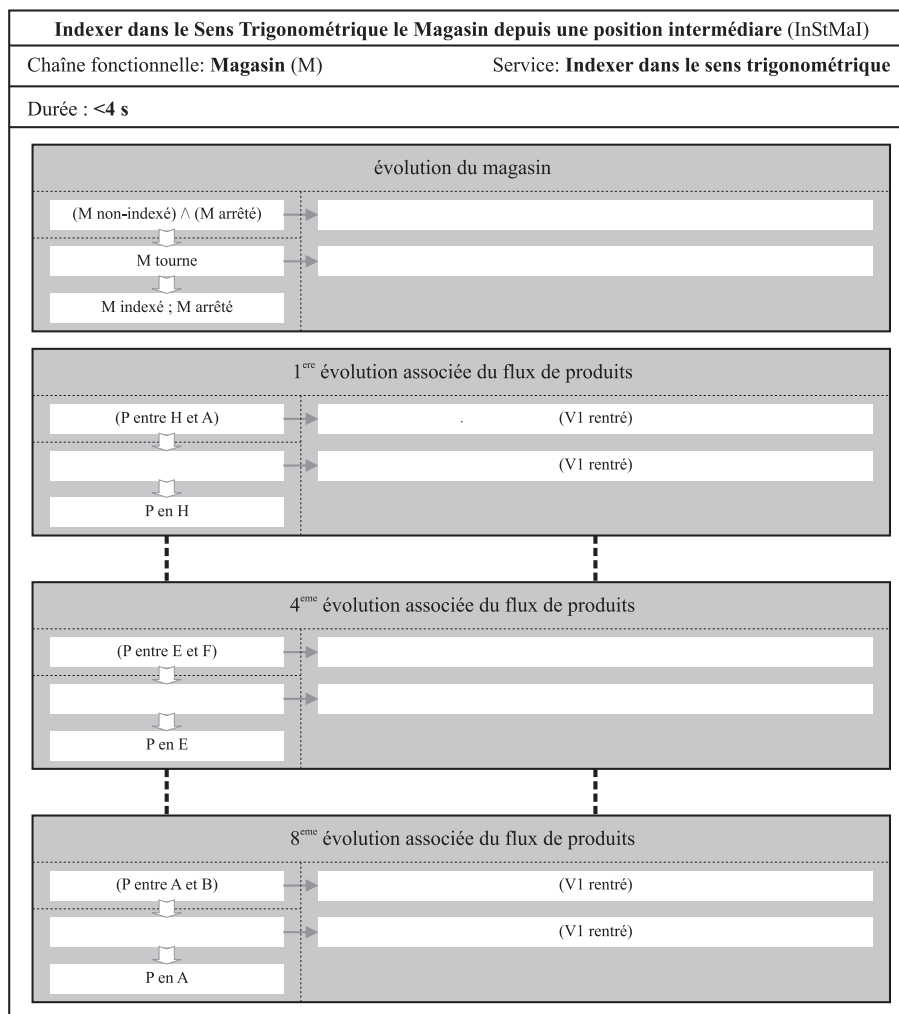 Indexer dans le Sens Trigonométrique le Magasin depuis une position intermédiare (InStMaI)
Chaîne fonctionnelle: Magasin (M) Service: Indexer dans le sens trigonométrique
Durée : <4 s
évolution du magasin
(M non-indexé) /\ (M arrêté)
M tourne
M indexé ; M arrêté
1ere évolution associée du flux de produits
(P entre H et A) (V1 rentré)
(V1 rentré)
P en H
4eme évolution associée du flux de produits
(P entre E et F)
P en E
8eme évolution associée du flux de produits
(P entre A et B) (V1 rentré)
(V1 rentré)
P en A